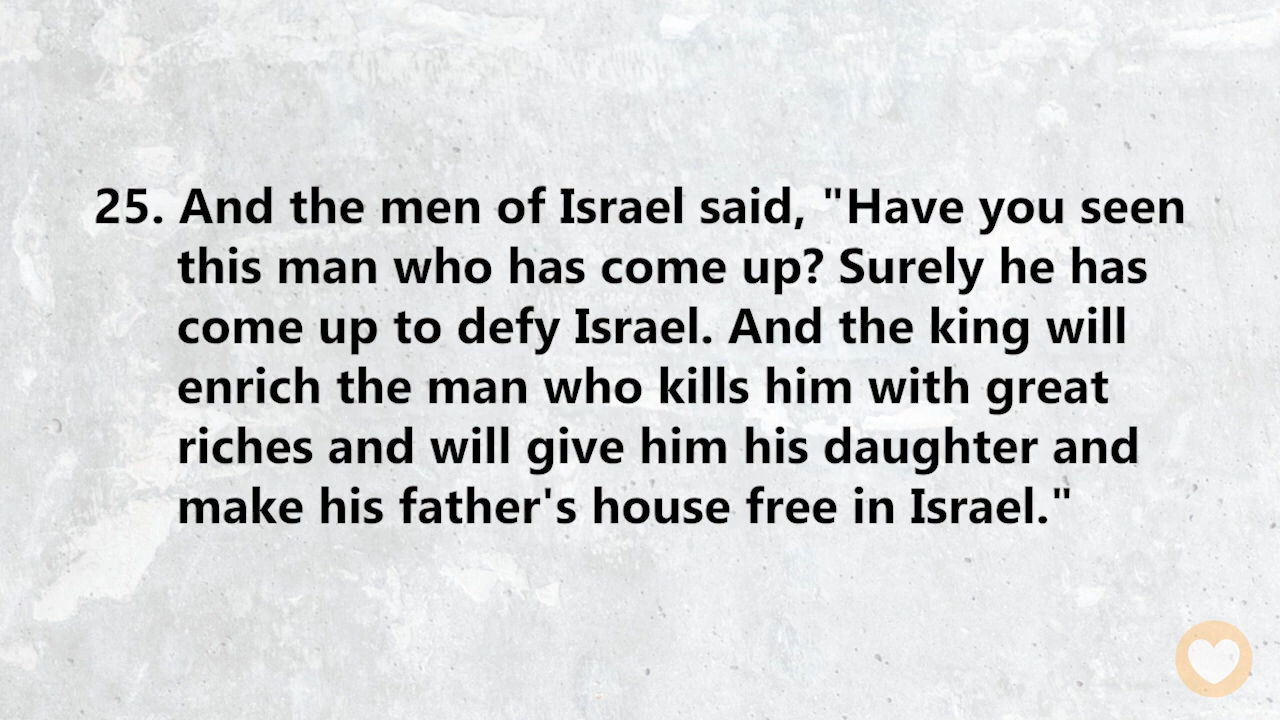 25. And the men of Israel said, "Have you seen
this man who has come up? Surely he has
come up to defy Israel. And the king will
enrich the man who kills him with great
riches and will give him his daughter and
make his father's house free in Israel."